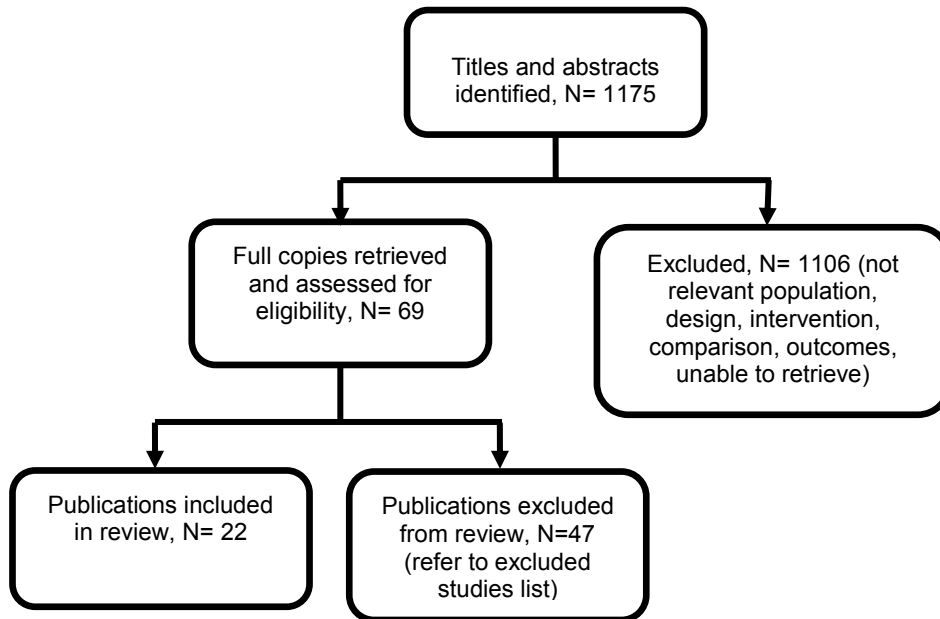 Titles and abstracts
identified, N= 1175
Full copies retrieved
and assessed for
eligibility, N= 69
Excluded, N= 1106 (not
relevant population,
design, intervention,
comparison, outcomes,
unable to retrieve)
Publications included
in review, N= 22
Publications excluded
from review, N=47
(refer to excluded
studies list)